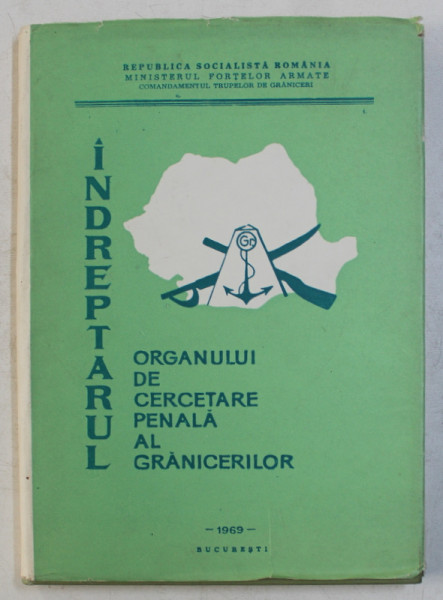 REPUBLICA SOCIALISTĂ ROMÂNIA
MINISTERUL FORȚELOR ARMATE
COMANDAMENTUL TRUPELOR DE GRĂNICERI
ÎNDREPTARUL
Gr
ORGANULUI
DE
CERCETARE
PENALĂ
AL
GRĂNICERILOR
– 1969 –
BUCUREȘTI